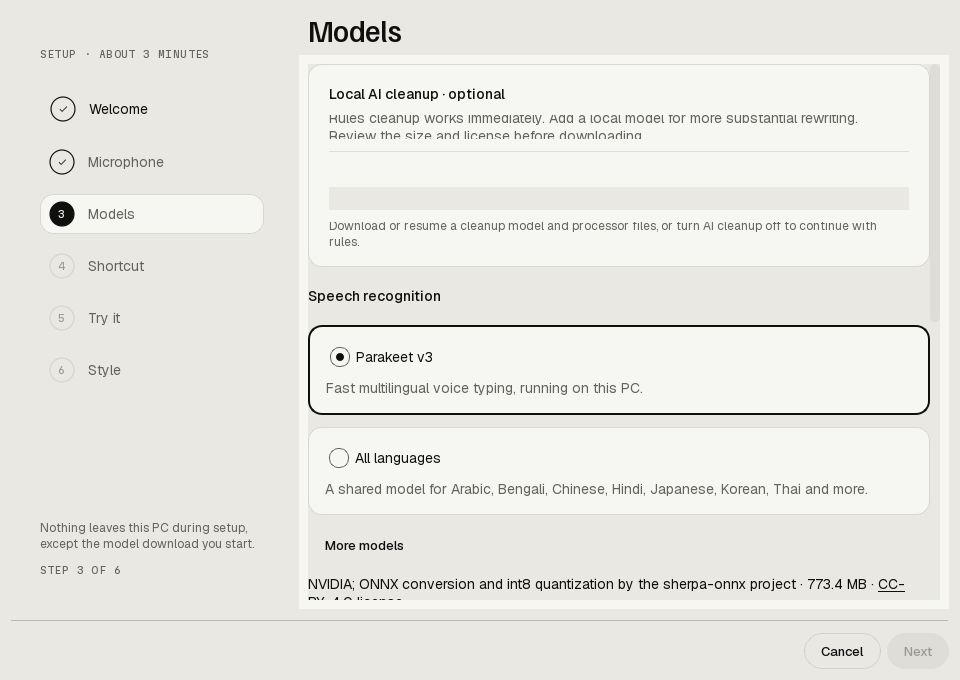 Models
SETUP · ABOUT 3 MINUTES
Welcome
Microphone
3 Models
4 Shortcut
5 Try it
6 Style
Nothing leaves this PC during setup,
except the model download you start.
STEP 3 OF 6
Local AI cleanup · optional
Rules cleanup works immediately. Add a local model for more substantial rewriting.
Review the size and license before downloading.
Download or resume a cleanup model and processor files, or turn AI cleanup off to continue with
rules.
Speech recognition
Parakeet v3
Fast multilingual voice typing, running on this PC.
All languages
A shared model for Arabic, Bengali, Chinese, Hindi, Japanese, Korean, Thai and more.
More models
NVIDIA; ONNX conversion and int8 quantization by the sherpa-onnx project · 773.4 MB · CC-
BY-4.0 license
Cancel
Next